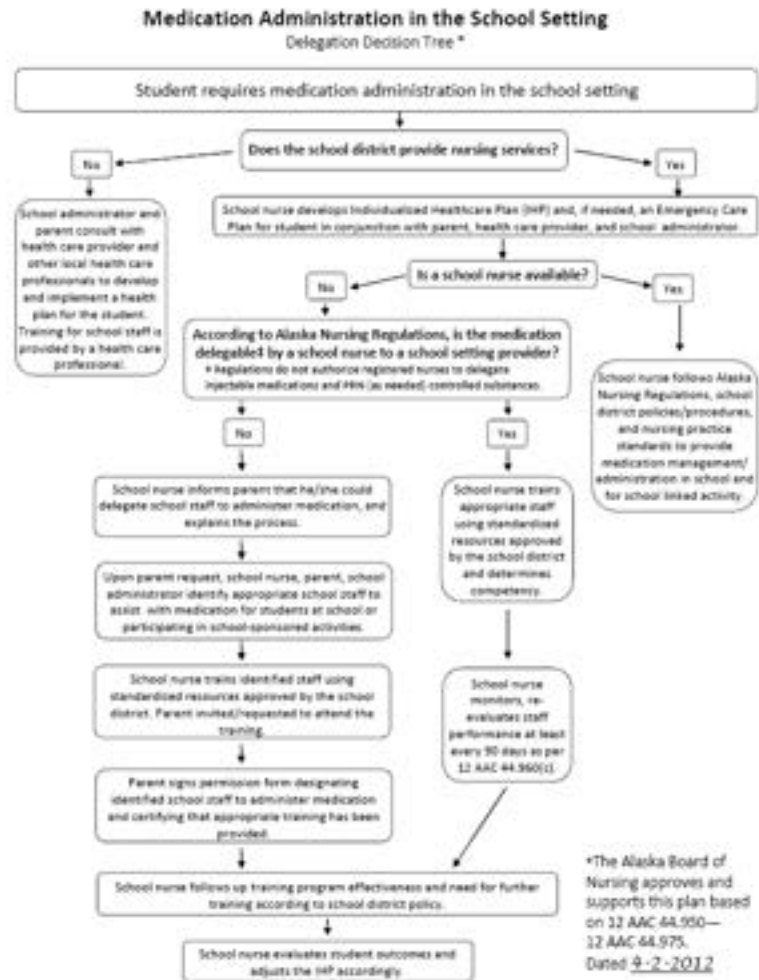 Medication Administration in the School Setting
Delegation Decision Tree *
Student requires medication administration in the school setting
Does the school district provide nursing services?
No
Yes
School administrator and
parent consult with
health care provider and
other local health care
professionals to develop
and implement a health
plan for the student.
Training for school staff is
provided by a health care
professional.
School nurse develops Individualized Healthcare Plan (IHP) and, if needed, an Emergency Care
Plan for student in conjunction with parent, health care provider, and school administrator.
Is a school nurse available?
No
Yes
According to Alaska Nursing Regulations, is the medication
delegable‡ by a school nurse to a school setting provider?
Regulations do not authorize registered nurses to delegate
injectable medications and PRN (as needed) controlled substances.
School nurse follows Alaska
Nursing Regulations, school
district policies/procedures,
and nursing practice
standards to provide
medication management/
administration in school and
for school linked activity.
No
Yes
School nurse informs parent that he/she could
delegate school staff to administer medication, and
explains the process.
Upon parent request, school nurse, parent, school
administrator identify appropriate school staff to
assist with medication for students at school or
participating in school-sponsored activities.
School nurse trains identified staff using
standardized resources approved by the school
district. Parent invited/requested to attend the
training.
Parent signs permission form designating
identified school staff to administer medication
and certifying that appropriate training has been
provided.
School nurse trains
appropriate staff
using standardized
resources approved
by the school district
and determines
competency.
School nurse
monitors, re-
evaluates staff
performance at least
every 90 days as per
12 AAC 44.960(c).
School nurse follows up training program effectiveness and need for further
training according to school district policy.
School nurse evaluates student outcomes and
adjusts the IHP accordingly.
*The Alaska Board of
Nursing approves and
supports this plan based
on 12 AAC 44.950—
12 AAC 44.975.
Dated 4-2-2012